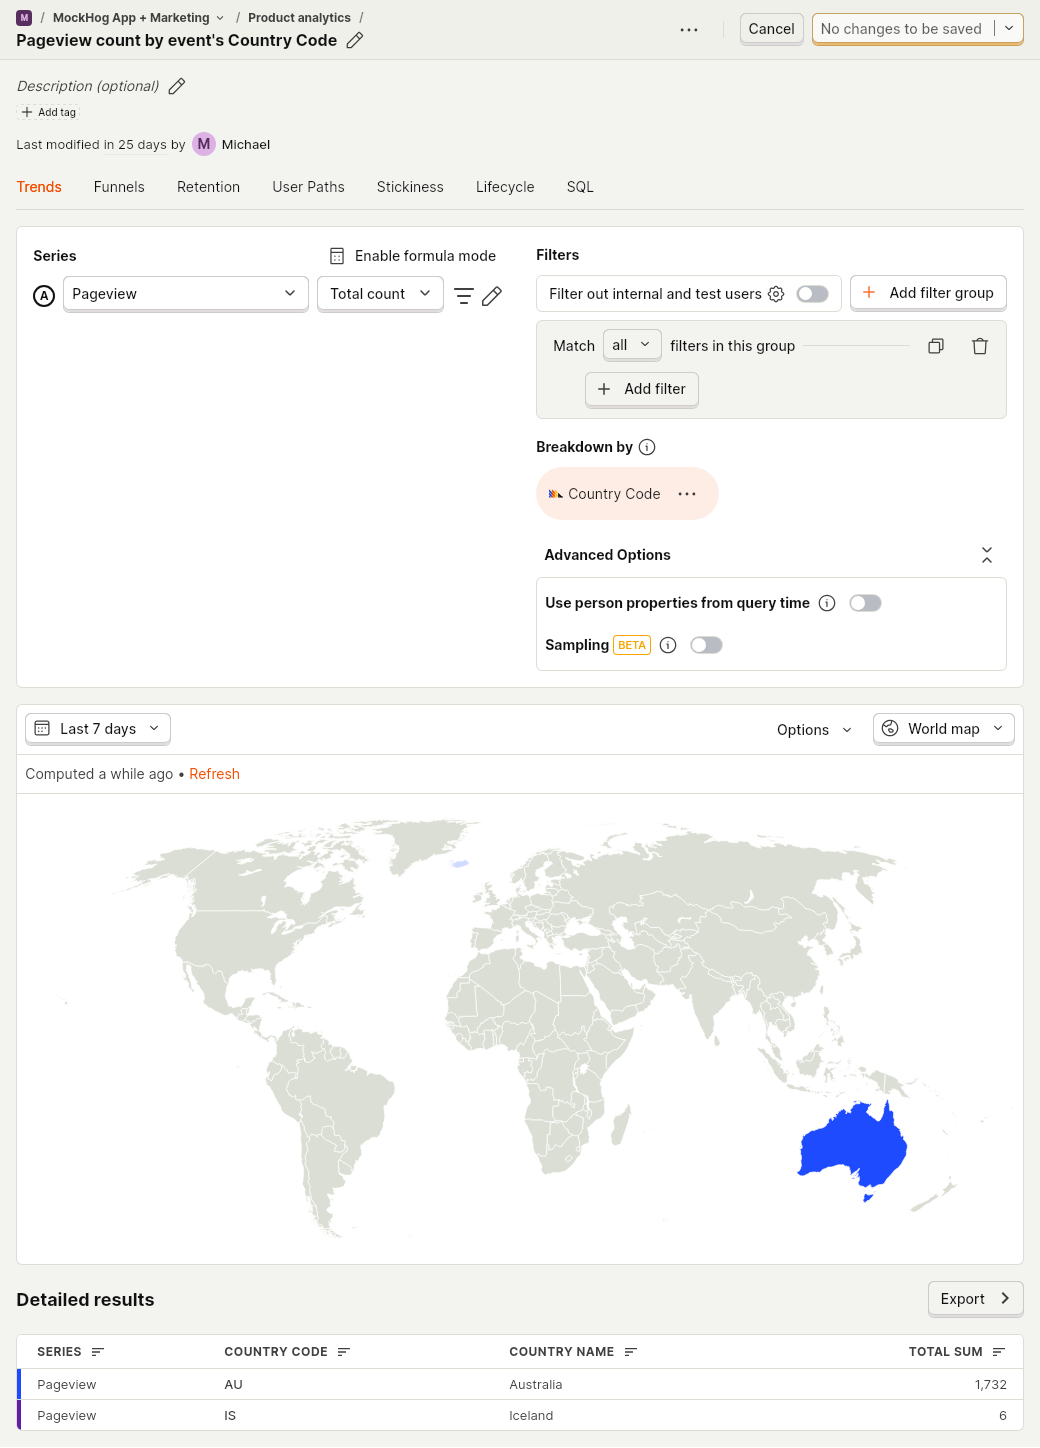 M / MockHog App + Marketing / Product analytics /
Pageview count by event's Country Code
Cancel
No changes to be saved
Description (optional)
Add tag
Last modified in 25 days by M Michael
Trends Funnels Retention User Paths Stickiness Lifecycle SQL
Series
Enable formula mode
A Pageview Total count
Filters
Filter out internal and test users
Add filter group
Match all filters in this group
Add filter
Breakdown by
Country Code
Advanced Options
Use person properties from query time
Sampling BETA
Last 7 days
Options
World map
Computed a while ago • Refresh
Detailed results
Export
SERIES COUNTRY CODE COUNTRY NAME TOTAL SUM
Pageview AU Australia 1,732
Pageview IS Iceland 6